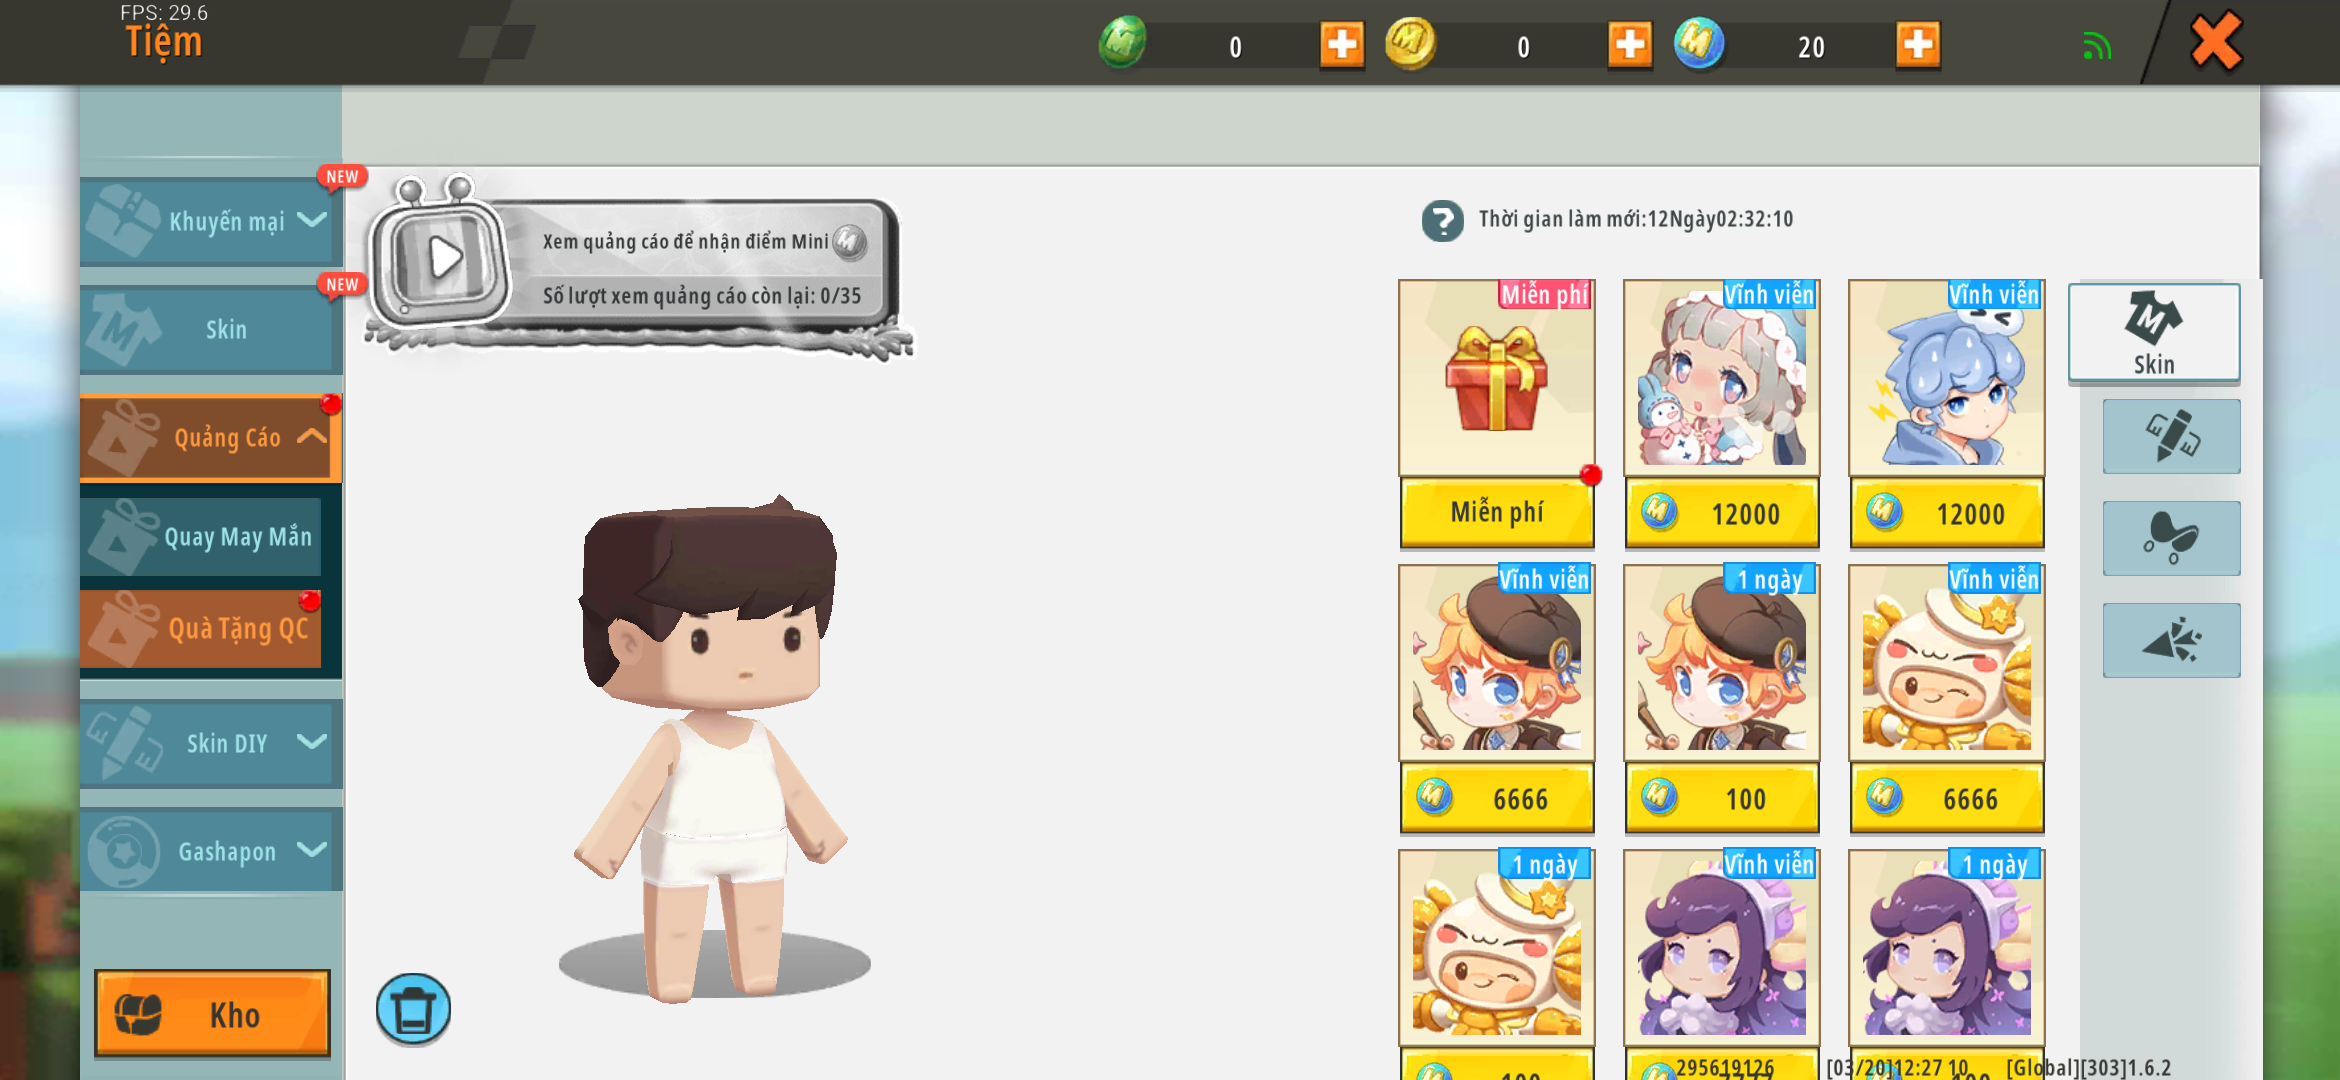 FPS: 29.6
Tiệm
0
0
20
NEW
Khuyến mại
NEW
Skin
Quảng Cáo
Quay May Mắn
Quà Tặng QC
Skin DIY
Gashapon
Kho
Xem quảng cáo để nhận điểm Mini
Số lượt xem quảng cáo còn lại: 0/35
Thời gian làm mới:12Ngày02:32:10
Miễn phí
Vĩnh viễn
Vĩnh viễn
Miễn phí
12000
12000
Vĩnh viễn
1 ngày
Vĩnh viễn
6666
100
6666
1 ngày
Vĩnh viễn
1 ngày
Skin
295619126
[03/20]12:27 10
[Global][303]1.6.2